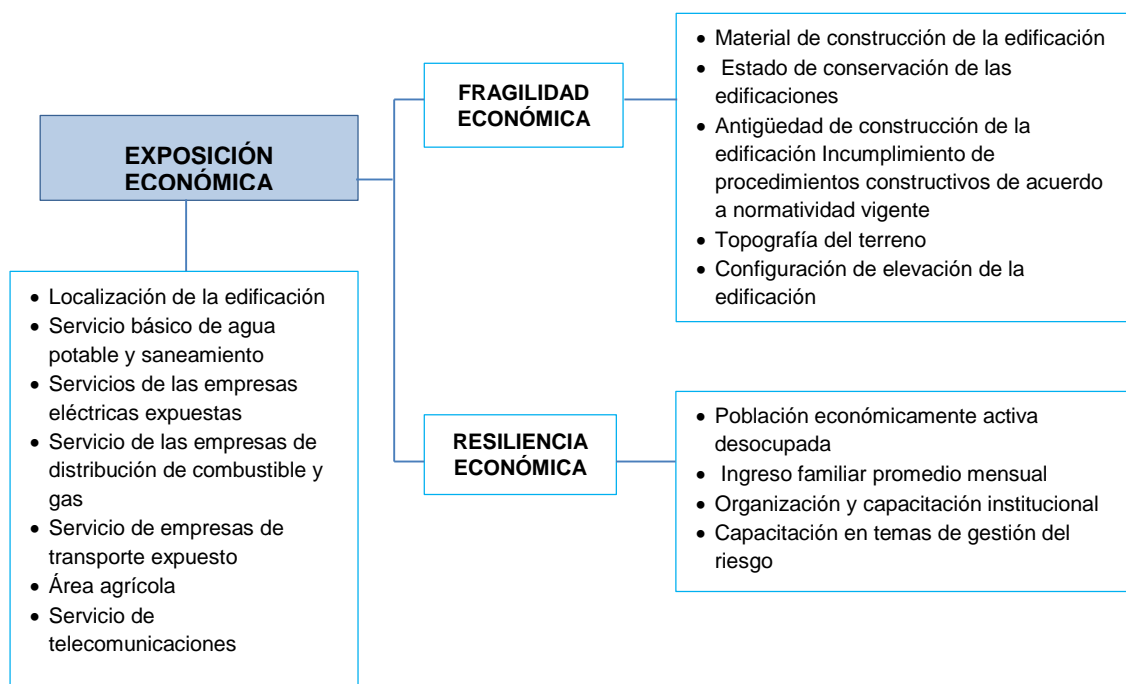 EXPOSICIÓN
ECONÓMICA
• Localización de la edificación
• Servicio básico de agua
potable y saneamiento
• Servicios de las empresas
eléctricas expuestas
• Servicio de las empresas de
distribución de combustible y
gas
• Servicio de empresas de
transporte expuesto
• Área agrícola
• Servicio de
telecomunicaciones
FRAGILIDAD
ECONÓMICA
• Material de construcción de la edificación
• Estado de conservación de las
edificaciones
• Antigüedad de construcción de la
edificación Incumplimiento de
procedimientos constructivos de acuerdo
a normatividad vigente
• Topografía del terreno
• Configuración de elevación de la
edificación
RESILIENCIA
ECONÓMICA
• Población económicamente activa
desocupada
• Ingreso familiar promedio mensual
• Organización y capacitación institucional
• Capacitación en temas de gestión del
riesgo